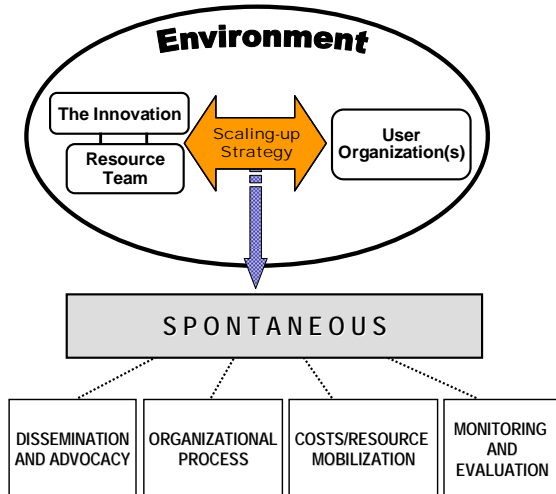 Environment
The Innovation
Resource
Team
Scaling-up
Strategy
User
Organization(s)
SPONTANEOUS
DISSEMINATION
AND ADVOCACY
ORGANIZATIONAL
PROCESS
COSTS/RESOURCE
MOBILIZATION
MONITORING
AND
EVALUATION